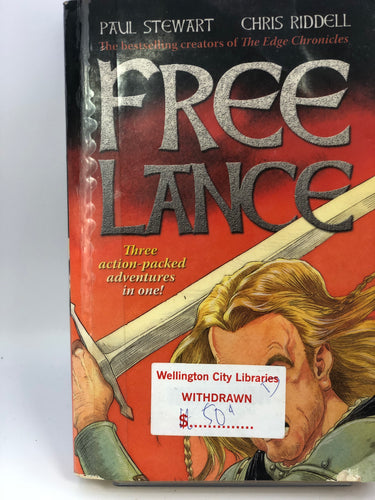 PAUL STEWART CHRIS RIDDELL
The bestselling creators of The Edge Chronicles
FREE
LANCE
Three
action-packed
adventures
in one!
Wellington City Libraries
WITHDRAWN
$..............